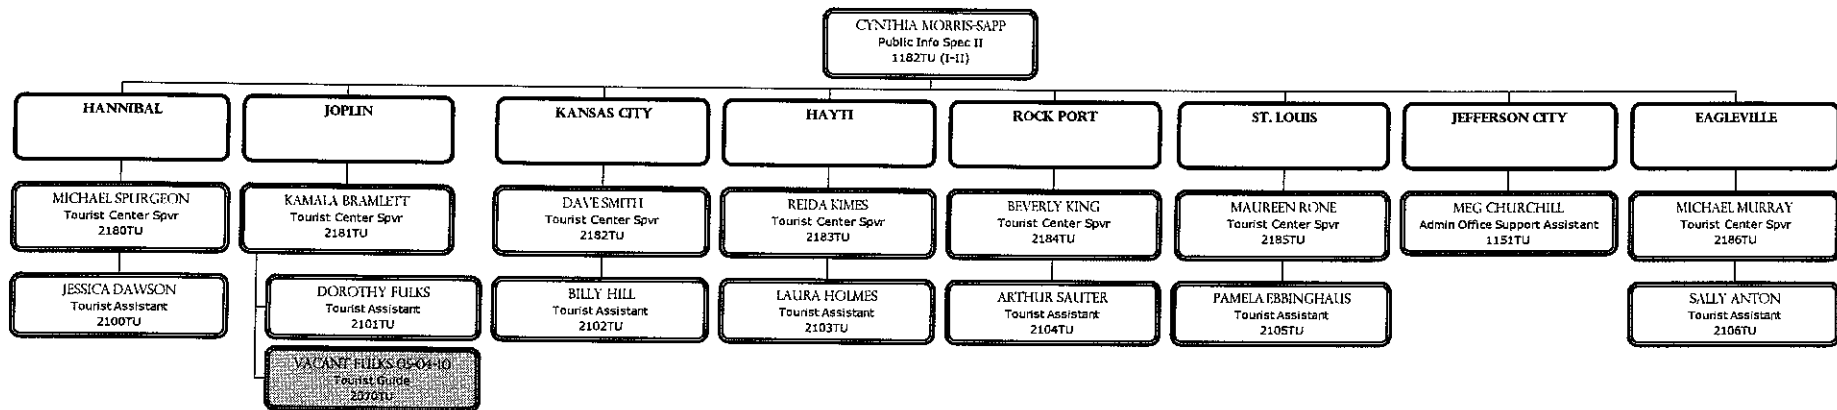 CYNTHIA MORRIS-SAPP
Public Info Spec II
1182TU (I-II)
HANNIBAL
MICHAEL SPURGEON
Tourist Center Spvr
2180TU
JESSICA DAWSON
Tourist Assistant
2100TU
JOPLIN
KAMALA BRAMLETT
Tourist Center Spvr
2181TU
DOROTHY FULKS
Tourist Assistant
2101TU
VACANT FULKS 05-04-10
Tourist Guide
2070TU
KANSAS CITY
DAVE SMITH
Tourist Center Spvr
2182TU
BILLY HILL
Tourist Assistant
2102TU
HAYTI
REIDA KIMES
Tourist Center Spvr
2183TU
LAURA HOLMES
Tourist Assistant
2103TU
ROCK PORT
BEVERLY KING
Tourist Center Spvr
2184TU
ARTHUR SAUTER
Tourist Assistant
2104TU
ST. LOUIS
MAUREEN RONE
Tourist Center Spvr
2185TU
PAMELA EBBINGHAUS
Tourist Assistant
2105TU
JEFFERSON CITY
MEG CHURCHILL
Admin Office Support Assistant
1151TU
EAGLEVILLE
MICHAEL MURRAY
Tourist Center Spvr
2186TU
SALLY ANTON
Tourist Assistant
2106TU